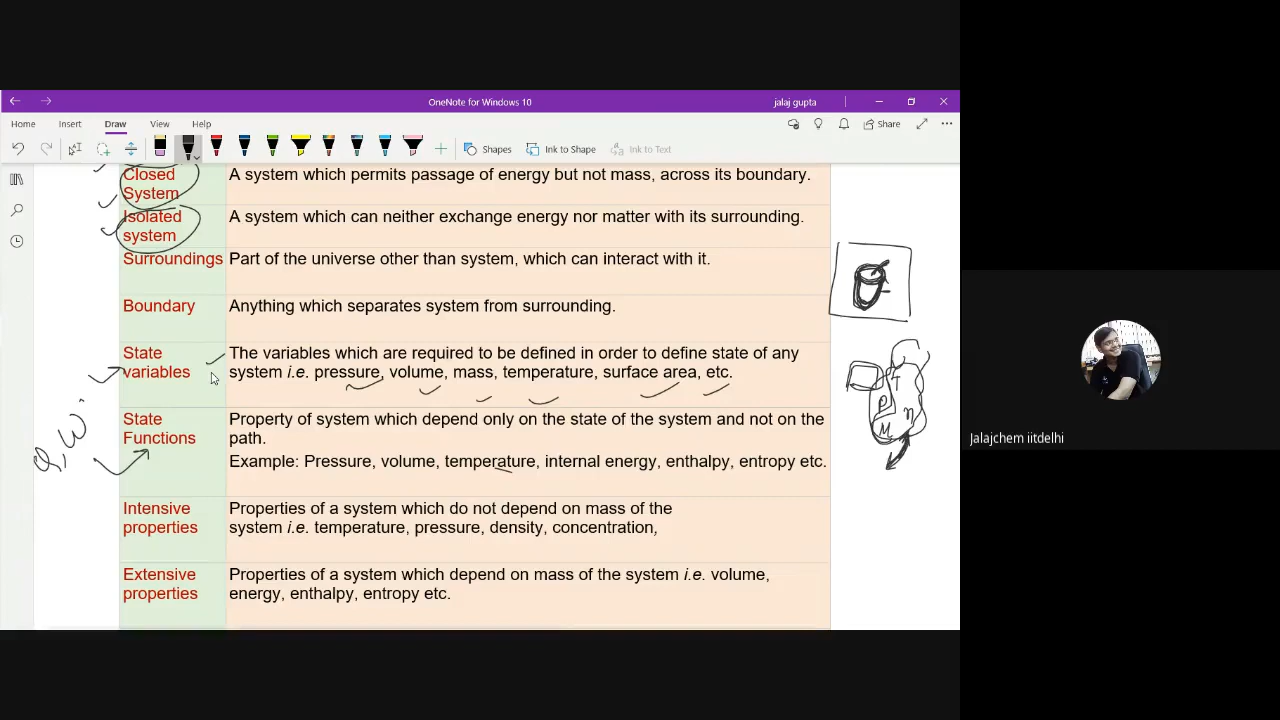 OneNote for Windows 10
jalaj gupta
Home Insert Draw View Help
Share
Shapes Ink to Shape Ink to Text
Closed System
A system which permits passage of energy but not mass, across its boundary.
Isolated system
A system which can neither exchange energy nor matter with its surrounding.
Surroundings
Part of the universe other than system, which can interact with it.
Boundary
Anything which separates system from surrounding.
State variables
The variables which are required to be defined in order to define state of any
system i.e. pressure, volume, mass, temperature, surface area, etc.
T
P
n
M
State Functions
Property of system which depend only on the state of the system and not on the
path.
Example: Pressure, volume, temperature, internal energy, enthalpy, entropy etc.
Q, W
Intensive properties
Properties of a system which do not depend on mass of the
system i.e. temperature, pressure, density, concentration,
Extensive properties
Properties of a system which depend on mass of the system i.e. volume,
energy, enthalpy, entropy etc.
Jalajchem iitdelhi